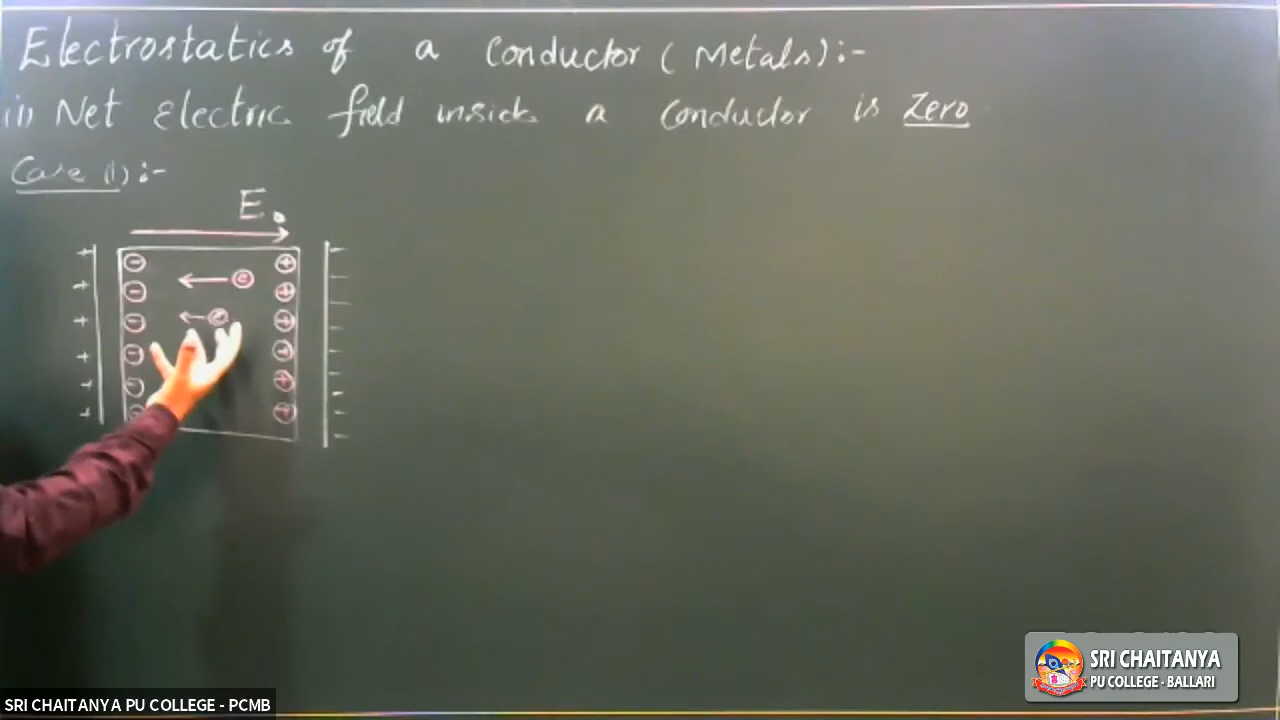 Electrostatics of a Conductor (Metals):-
(i) Net Electric field inside a conductor is Zero
Case (1):-
E₀
SRI CHAITANYA
PU COLLEGE - BALLARI
SRI CHAITANYA PU COLLEGE - PCMB